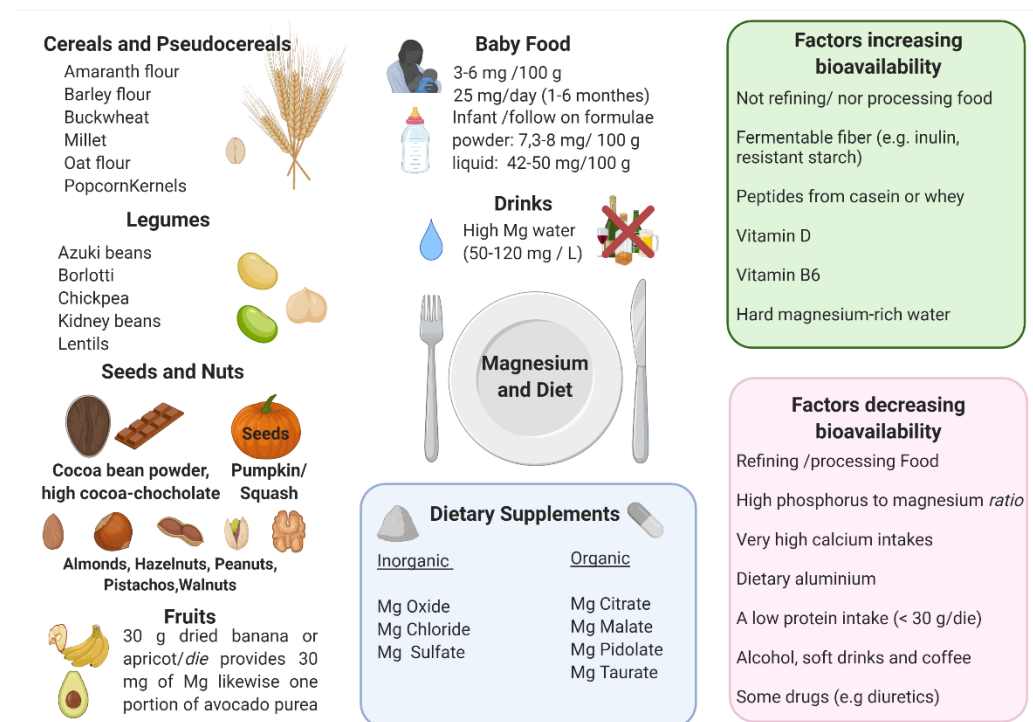 Cereals and Pseudocereals
Amaranth flour
Barley flour
Buckwheat
Millet
Oat flour
PopcornKernels
Legumes
Azuki beans
Borlotti
Chickpea
Kidney beans
Lentils
Seeds and Nuts
Seeds
Cocoa bean powder,
high cocoa-chocholate
Pumpkin/
Squash
Almonds, Hazelnuts, Peanuts,
Pistachos,Walnuts
Fruits
30 g dried banana or
apricot/die provides 30
mg of Mg likewise one
portion of avocado purea
Baby Food
3-6 mg /100 g
25 mg/day (1-6 monthes)
Infant /follow on formulae
powder: 7,3-8 mg/ 100 g
liquid: 42-50 mg/100 g
Drinks
High Mg water
(50-120 mg / L)
Magnesium
and Diet
Dietary Supplements
Inorganic
Mg Oxide
Mg Chloride
Mg Sulfate
Organic
Mg Citrate
Mg Malate
Mg Pidolate
Mg Taurate
Factors increasing
bioavailability
Not refining/ nor processing food
Fermentable fiber (e.g. inulin,
resistant starch)
Peptides from casein or whey
Vitamin D
Vitamin B6
Hard magnesium-rich water
Factors decreasing
bioavailability
Refining /processing Food
High phosphorus to magnesium ratio
Very high calcium intakes
Dietary aluminium
A low protein intake (< 30 g/die)
Alcohol, soft drinks and coffee
Some drugs (e.g diuretics)